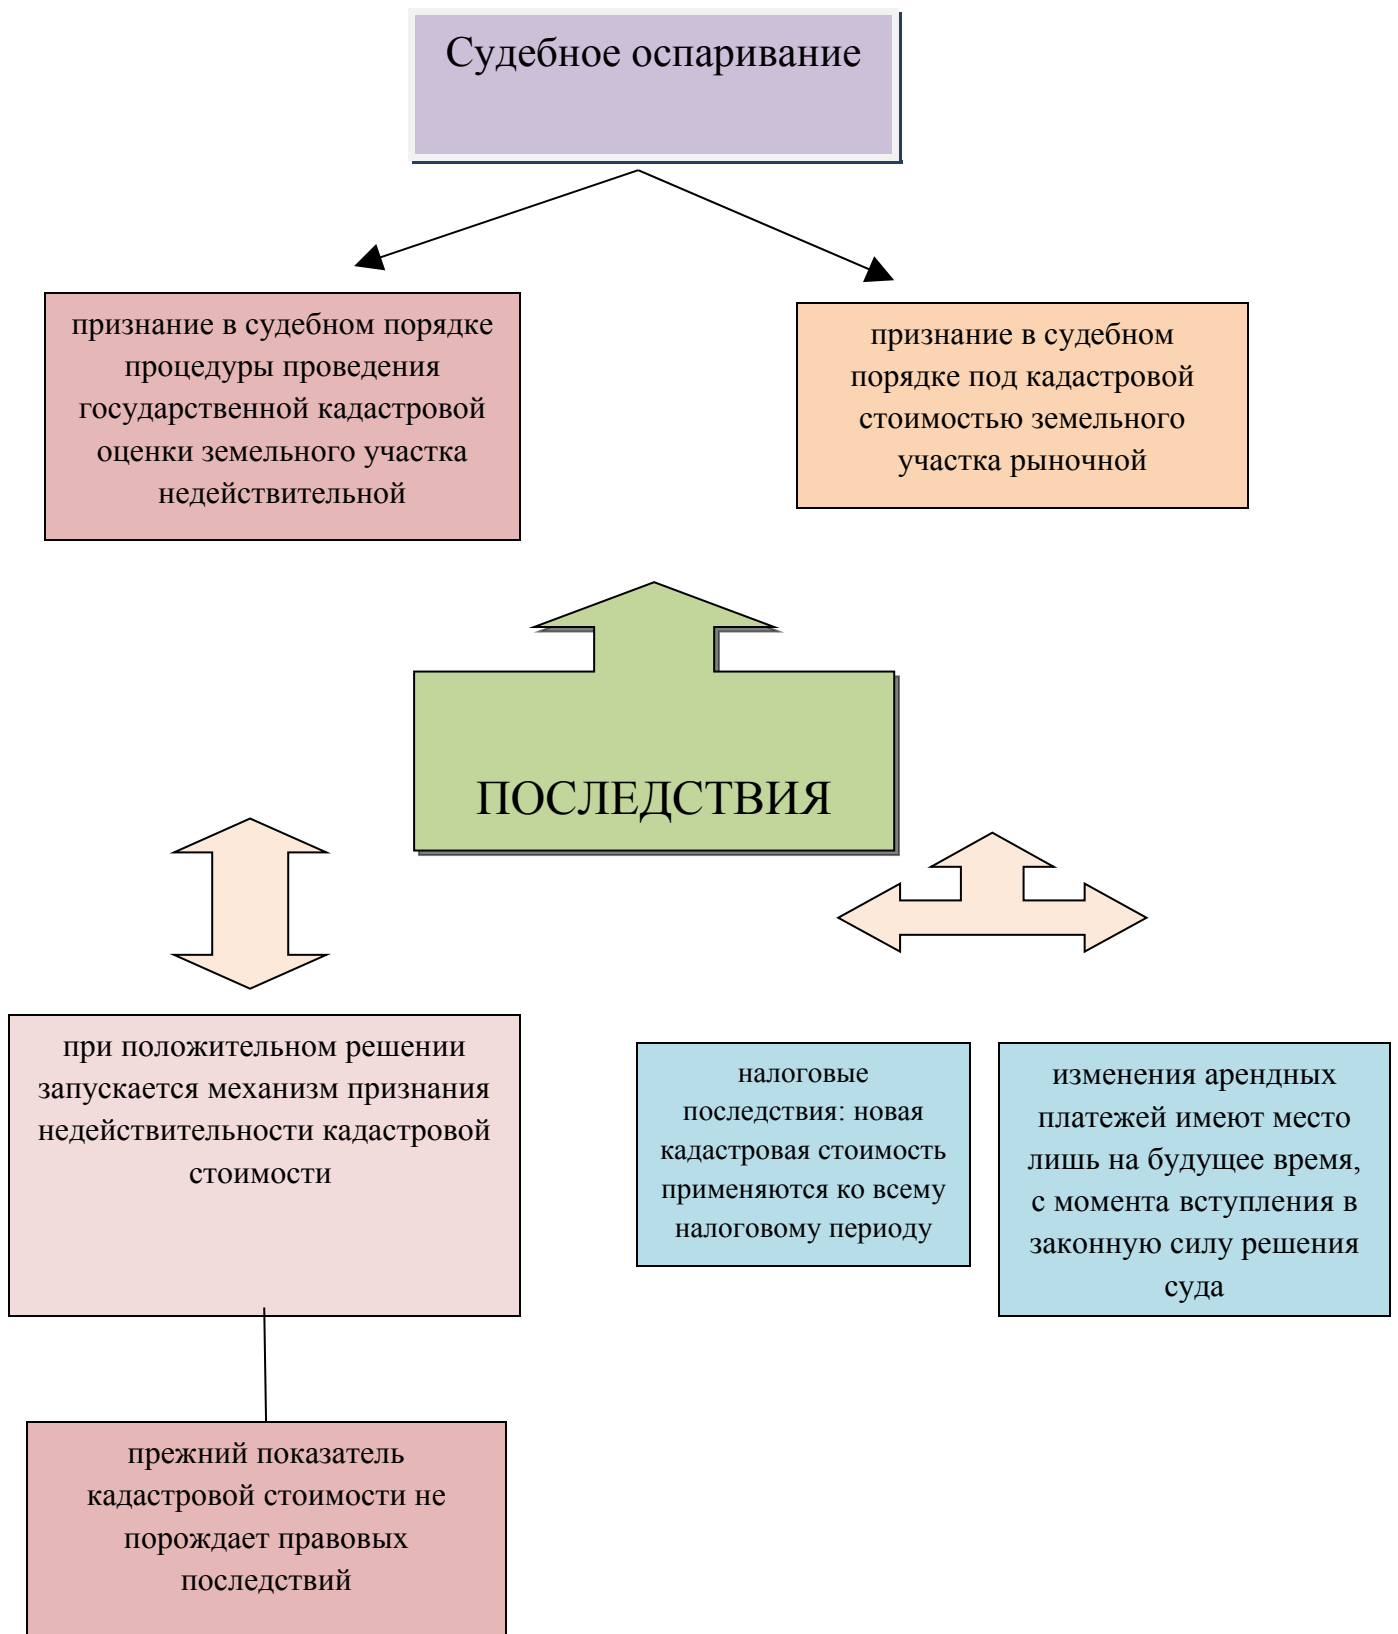 Судебное оспаривание
признание в судебном порядке
процедуры проведения
государственной кадастровой
оценки земельного участка
недействительной
признание в судебном
порядке под кадастровой
стоимостью земельного
участка рыночной
ПОСЛЕДСТВИЯ
при положительном решении
запускается механизм признания
недействительности кадастровой
стоимости
налоговые
последствия: новая
кадастровая стоимость
применяются ко всему
налоговому периоду
изменения арендных
платежей имеют место
лишь на будущее время,
с момента вступления в
законную силу решения
суда
прежний показатель
кадастровой стоимости не
порождает правовых
последствий